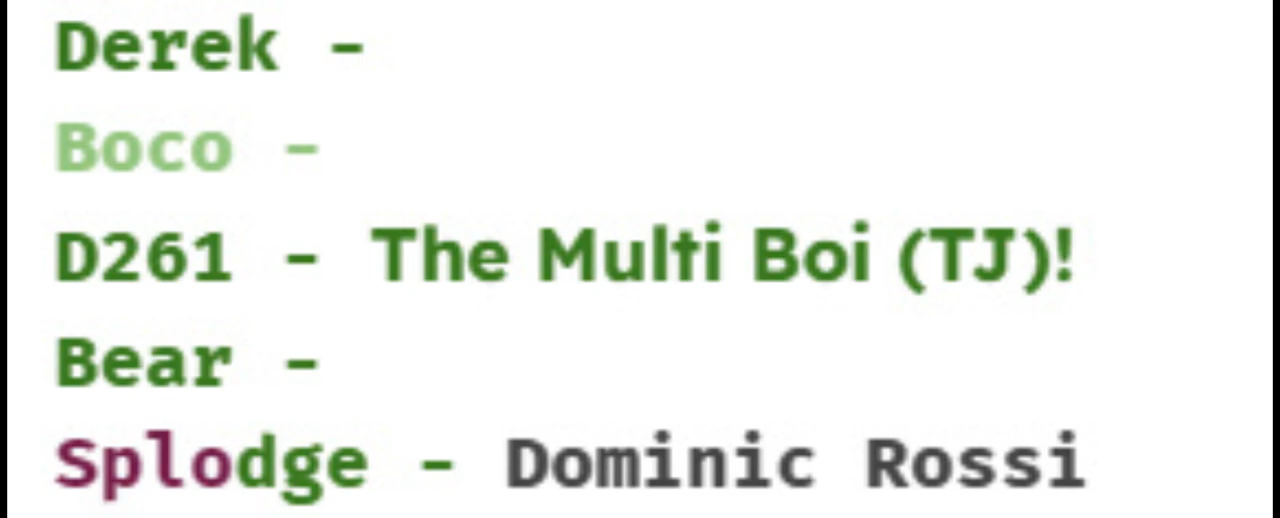 Derek -
Boco -
D261 - The Multi Boi (TJ)!
Bear -
Splodge - Dominic Rossi